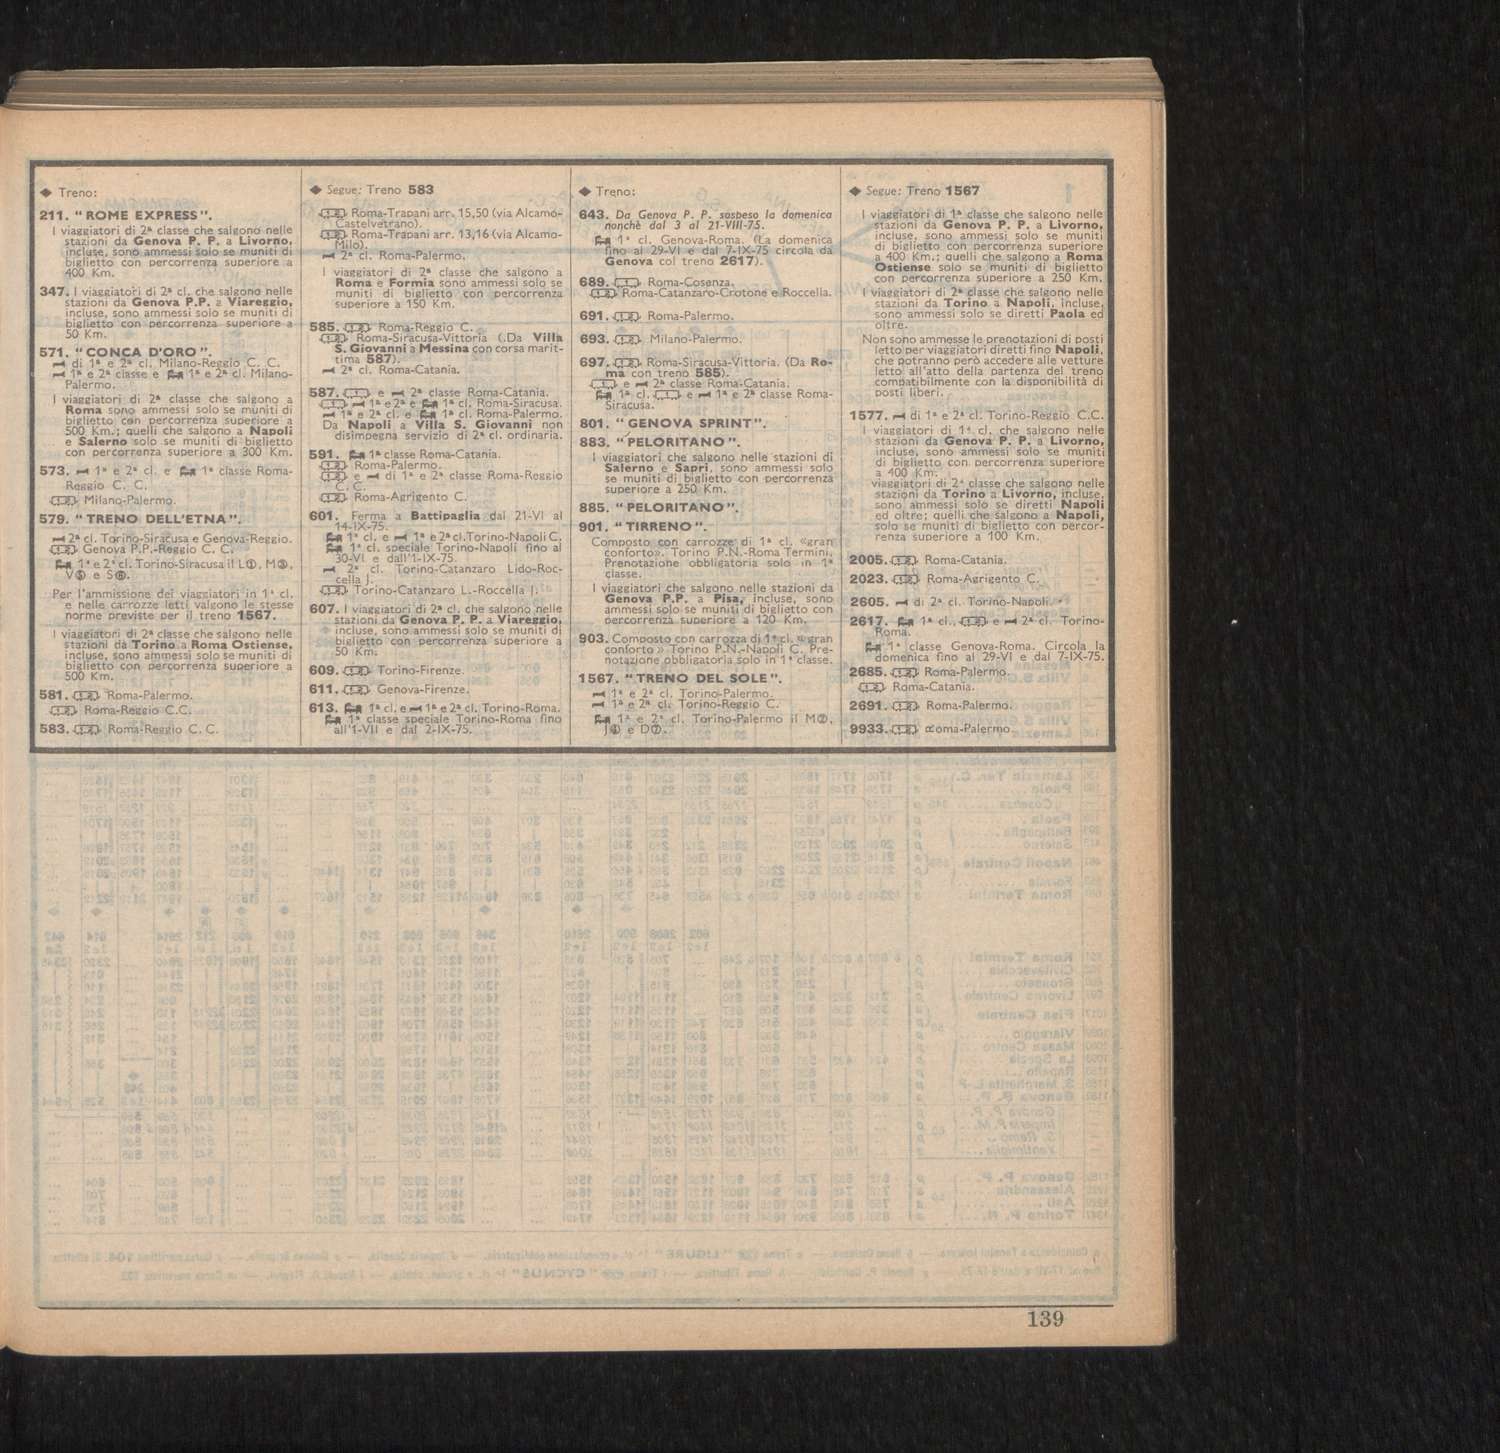 ◆ Treno:
211. “ROME EXPRESS”.
I viaggiatori di 2ª classe che salgono nelle
stazioni da Genova P. P. a Livorno,
incluse, sono ammessi solo se muniti di
biglietto con percorrenza superiore a
400 Km.
347. I viaggiatori di 2ª cl. che salgono nelle
stazioni da Genova P.P. a Viareggio,
incluse, sono ammessi solo se muniti di
biglietto con percorrenza superiore a
50 Km.
571. “CONCA D'ORO”.
di 1ª e 2ª cl. Milano-Reggio C. C.
1ª e 2ª classe e 1ª e 2ª cl. Milano-
Palermo.
I viaggiatori di 2ª classe che salgono a
Roma sono ammessi solo se muniti di
biglietto con percorrenza superiore a
500 Km.; quelli che salgono a Napoli
e Salerno solo se muniti di biglietto
con percorrenza superiore a 300 Km.
573. 1ª e 2ª cl. e 1ª classe Roma-
Reggio C. C.
Milano-Palermo.
579. “TRENO DELL'ETNA”.
2ª cl. Torino-Siracusa e Genova-Reggio.
Genova P.P.-Reggio C. C.
1ª e 2ª cl. Torino-Siracusa il L①, M③,
V⑤ e S⑥.
Per l'ammissione dei viaggiatori in 1ª cl.
e nelle carrozze letti valgono le stesse
norme previste per il treno 1567.
I viaggiatori di 2ª classe che salgono nelle
stazioni da Torino a Roma Ostiense,
incluse, sono ammessi solo se muniti di
biglietto con percorrenza superiore a
500 Km.
581. Roma-Palermo.
Roma-Reggio C.C.
583. Roma-Reggio C. C.
◆ Segue: Treno 583
Roma-Trapani arr. 15,50 (via Alcamo-
Castelvetrano).
Roma-Trapani arr. 13,16 (via Alcamo-
Milo).
2ª cl. Roma-Palermo.
I viaggiatori di 2ª classe che salgono a
Roma e Formia sono ammessi solo se
muniti di biglietto con percorrenza
superiore a 150 Km.
585. Roma-Reggio C.
Roma-Siracusa-Vittoria (.Da Villa
S. Giovanni a Messina con corsa marit-
tima 587).
2ª cl. Roma-Catania.
587. e 2ª classe Roma-Catania.
1ª e 2ª e 1ª cl. Roma-Siracusa.
1ª e 2ª cl. e 1ª cl. Roma-Palermo.
Da Napoli a Villa S. Giovanni non
disimpegna servizio di 2ª cl. ordinaria.
591. 1ª classe Roma-Catania.
Roma-Palermo.
e di 1ª e 2ª classe Roma-Reggio
C. C.
Roma-Agrigento C.
601. Ferma a Battipaglia dal 21-VI al
14-IX-75.
1ª cl. e 1ª e 2ª cl. Torino-Napoli C.
1ª cl. speciale Torino-Napoli fino al
30-VI e dall'1-IX-75.
2ª cl. Torino-Catanzaro Lido-Roc-
cella J.
Torino-Catanzaro L.-Roccella J.
607. I viaggiatori di 2ª cl. che salgono nelle
stazioni da Genova P. P. a Viareggio,
incluse, sono ammessi solo se muniti di
biglietto con percorrenza superiore a
50 Km.
609. Torino-Firenze.
611. Genova-Firenze.
613. 1ª cl. e 1ª e 2ª cl. Torino-Roma.
1ª classe speciale Torino-Roma fino
all'1-VII e dal 2-IX-75.
◆ Treno:
643. Da Genova P. P. sospeso la domenica
nonchè dal 3 al 21-VIII-75.
1ª cl. Genova-Roma. (La domenica
fino al 29-VI e dal 7-IX-75 circola da
Genova col treno 2617).
689. Roma-Cosenza.
Roma-Catanzaro-Crotone e Roccella.
691. Roma-Palermo.
693. Milano-Palermo.
697. Roma-Siracusa-Vittoria. (Da Ro-
ma con treno 585).
e 2ª classe Roma-Catania.
1ª cl. e 1ª e 2ª classe Roma-
Siracusa.
801. “GENOVA SPRINT”.
883. “PELORITANO”.
I viaggiatori che salgono nelle stazioni di
Salerno e Sapri, sono ammessi solo
se muniti di biglietto con percorrenza
superiore a 250 Km.
885. “PELORITANO”.
901. “TIRRENO”.
Composto con carrozze di 1ª cl. «gran
conforto». Torino P.N.-Roma Termini.
Prenotazione obbligatoria solo in 1ª
classe.
I viaggiatori che salgono nelle stazioni da
Genova P.P. a Pisa, incluse, sono
ammessi solo se muniti di biglietto con
percorrenza superiore a 120 Km.
903. Composto con carrozza di 1ª cl. «gran
conforto» Torino P.N.-Napoli C. Pre-
notazione obbligatoria solo in 1ª classe.
1567. “TRENO DEL SOLE”.
1ª e 2ª cl. Torino-Palermo.
1ª e 2ª cl. Torino-Reggio C.
1ª e 2ª cl. Torino-Palermo il M②,
J④ e D⑦.
◆ Segue: Treno 1567
I viaggiatori di 1ª classe che salgono nelle
stazioni da Genova P. P. a Livorno,
incluse, sono ammessi solo se muniti
di biglietto con percorrenza superiore
a 400 Km.; quelli che salgono a Roma
Ostiense solo se muniti di biglietto
con percorrenza superiore a 250 Km.
I viaggiatori di 2ª classe che salgono nelle
stazioni da Torino a Napoli, incluse,
sono ammessi solo se diretti Paola ed
oltre.
Non sono ammesse le prenotazioni di posti
letto per viaggiatori diretti fino Napoli,
che potranno però accedere alle vetture
letto all'atto della partenza del treno
compatibilmente con la disponibilità di
posti liberi.
1577. di 1ª e 2ª cl. Torino-Reggio C.C.
I viaggiatori di 1ª cl. che salgono nelle
stazioni da Genova P. P. a Livorno,
incluse, sono ammessi solo se muniti
di biglietto con percorrenza superiore
a 400 Km.
viaggiatori di 2ª classe che salgono nelle
stazioni da Torino a Livorno, incluse,
sono ammessi solo se diretti Napoli
ed oltre; quelli che salgono a Napoli,
solo se muniti di biglietto con percor-
renza superiore a 100 Km.
2005. Roma-Catania.
2023. Roma-Agrigento C.
2605. di 2ª cl. Torino-Napoli.
2617. 1ª cl., e 2ª cl. Torino-
Roma.
1ª classe Genova-Roma. Circola la
domenica fino al 29-VI e dal 7-IX-75.
2685. Roma-Palermo.
Roma-Catania.
2691. Roma-Palermo.
9933. Roma-Palermo.
139